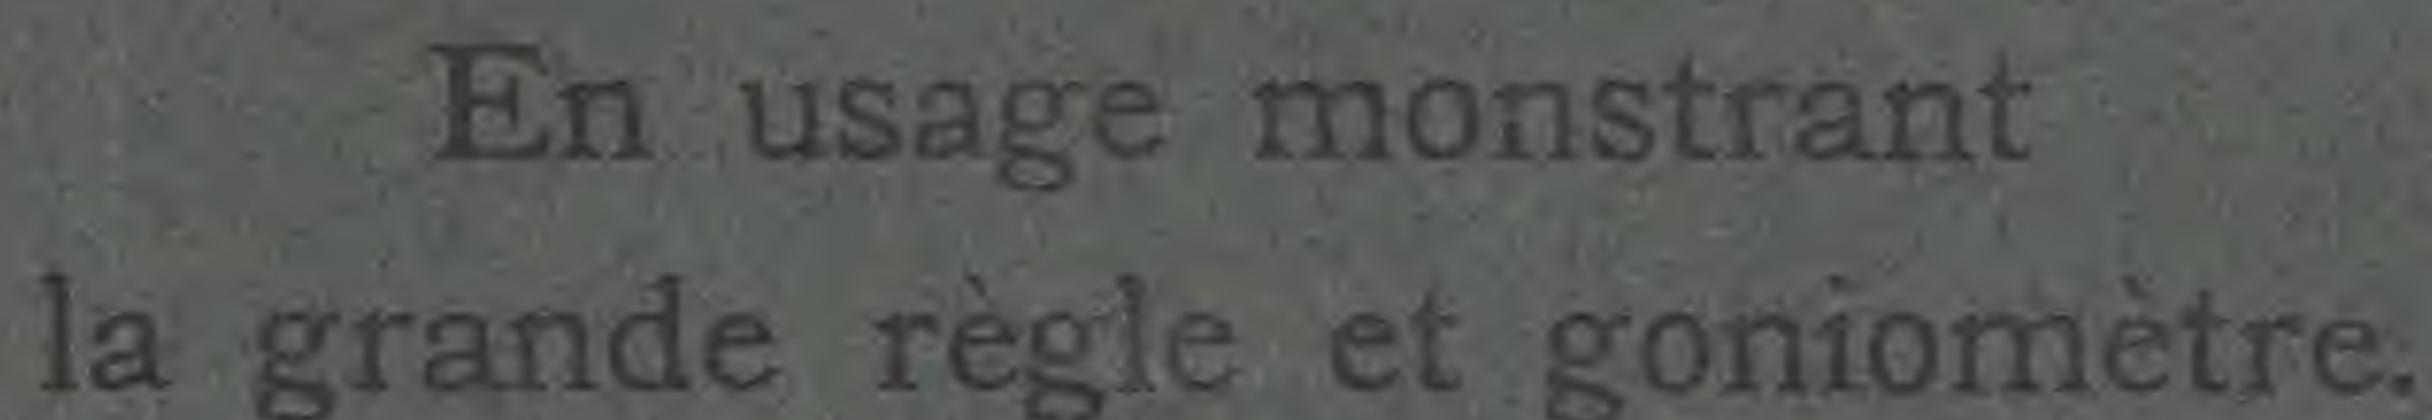 En usage monstrant
la grande règle et goniomètre.